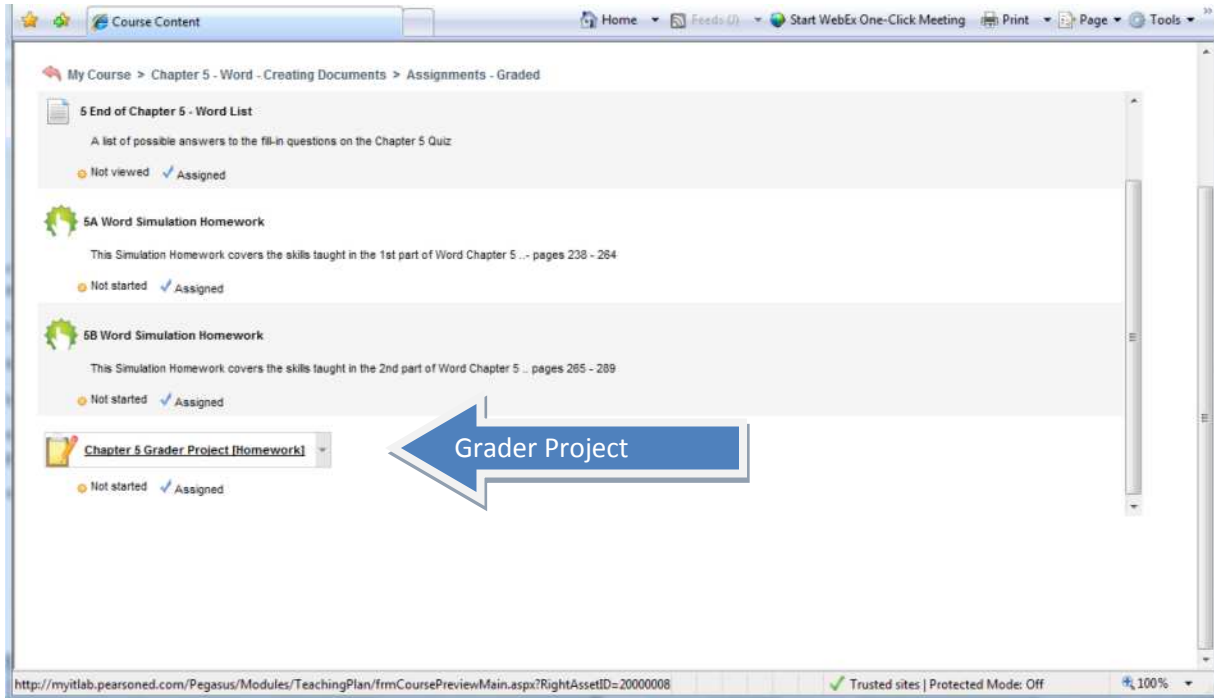 Course Content
Home Feeds (J) Start WebEx One-Click Meeting Print Page Tools »
My Course > Chapter 5 - Word - Creating Documents > Assignments - Graded
5 End of Chapter 5 - Word List
A list of possible answers to the fill-in questions on the Chapter 5 Quiz
Not viewed Assigned
5A Word Simulation Homework
This Simulation Homework covers the skills taught in the 1st part of Word Chapter 5 ..- pages 238 - 264
Not started Assigned
5B Word Simulation Homework
This Simulation Homework covers the skills taught in the 2nd part of Word Chapter 5 .. pages 265 - 289
Not started Assigned
Chapter 5 Grader Project [Homework]
Grader Project
Not started Assigned
http://myitlab.pearsoned.com/Pegasus/Modules/TeachingPlan/frmCoursePreviewMain.aspx?RightAssetID=20000008
Trusted sites | Protected Mode: Off 100%